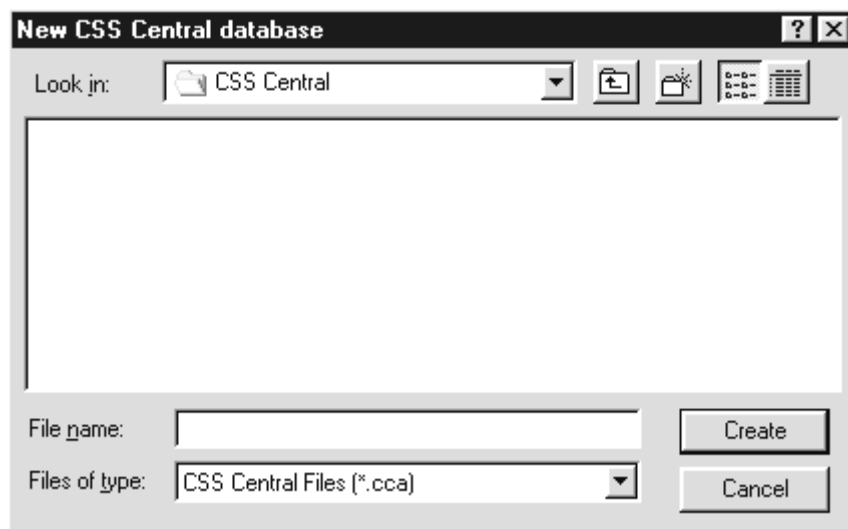 New CSS Central database
Look in: CSS Central
File name:
Create
Files of type: CSS Central Files (*.cca)
Cancel